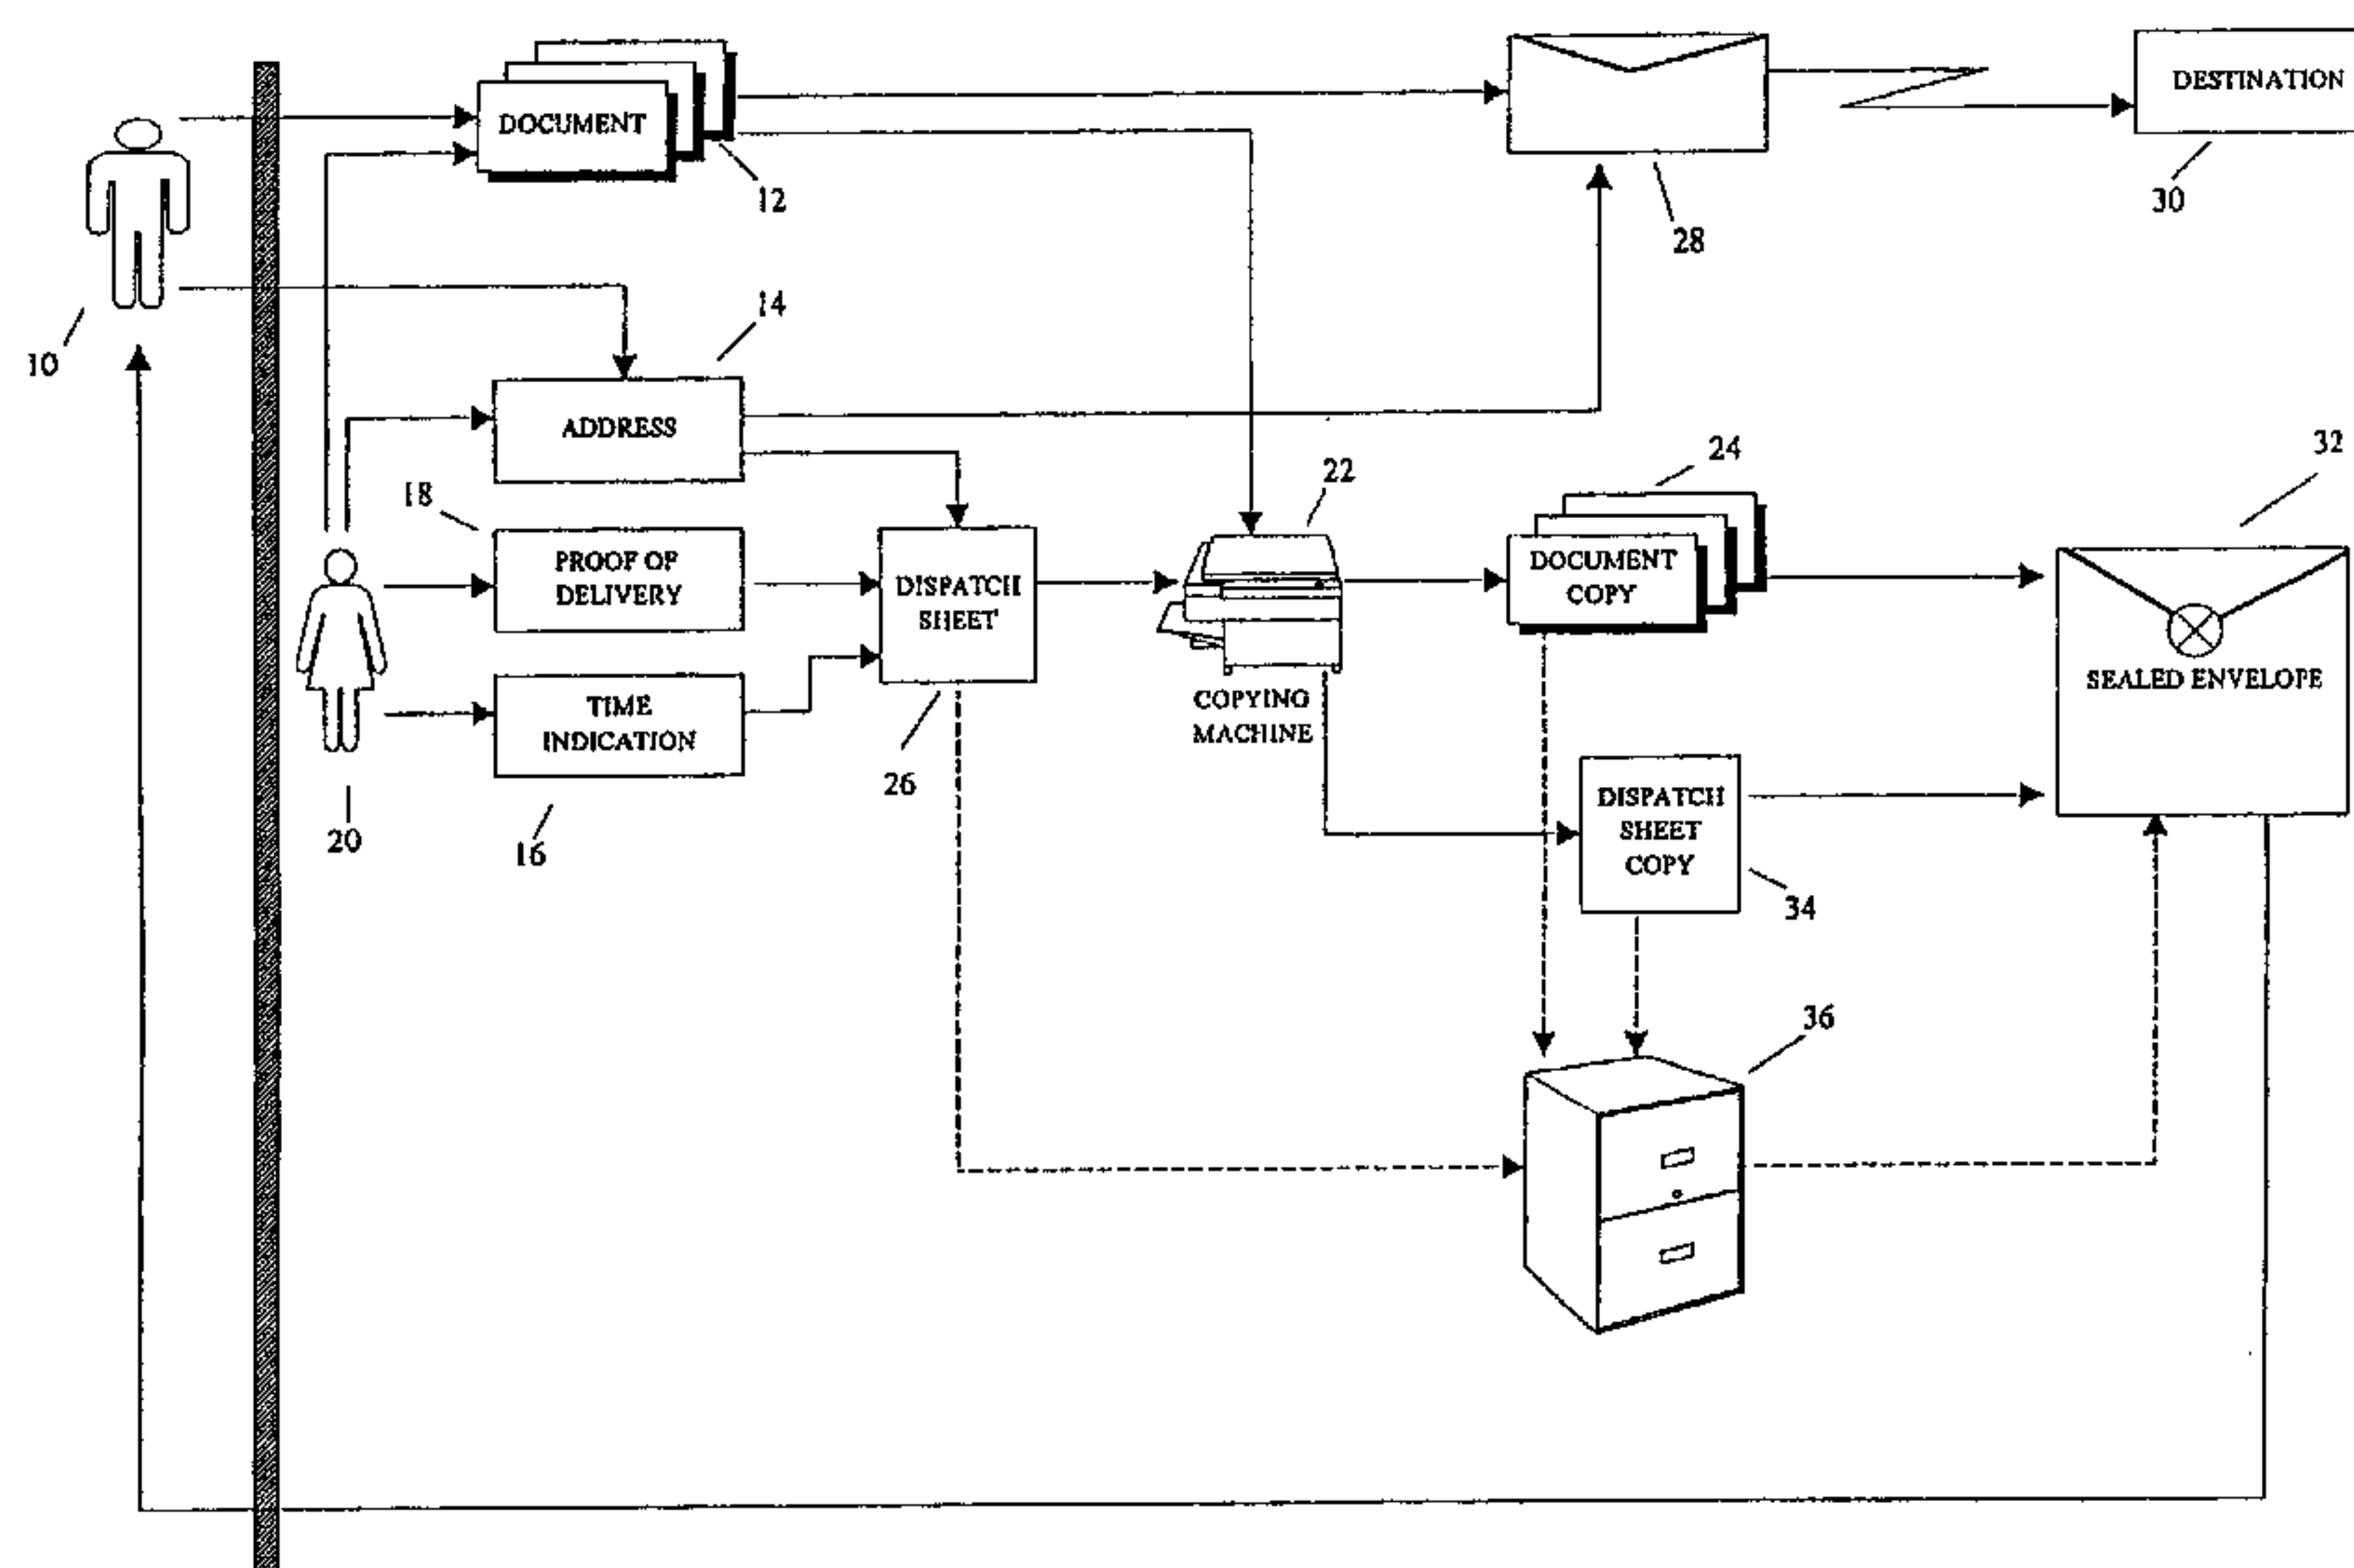 DOCUMENT
DESTINATION
12
30
28
14
10
ADDRESS
24
32
22
18
PROOF OF
DELIVERY
DISPATCH
SHEET
DOCUMENT
COPY
SEALED ENVELOPE
TIME
INDICATION
COPYING
MACHINE
26
20
16
DISPATCH
SHEET
COPY
34
36